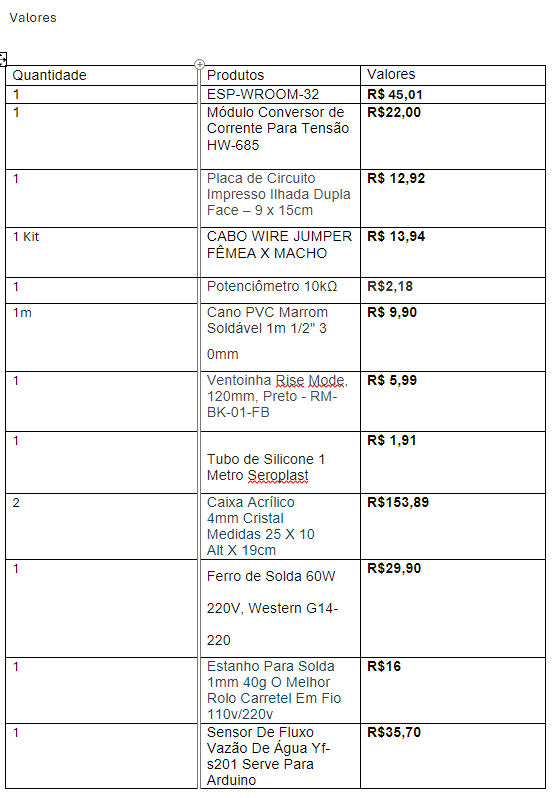 Valores
Quantidade Produtos Valores
1 ESP-WROOM-32 R$ 45,01
1 Módulo Conversor de R$22,00
Corrente Para Tensão
HW-685
1 Placa de Circuito R$ 12,92
Impresso Ilhada Dupla
Face – 9 x 15cm
1 Kit CABO WIRE JUMPER R$ 13,94
FÊMEA X MACHO
1 Potenciômetro 10kΩ R$2,18
1m Cano PVC Marrom R$ 9,90
Soldável 1m 1/2" 3
0mm
1 Ventoinha Rise Mode, R$ 5,99
120mm, Preto - RM-
BK-01-FB
1 R$ 1,91
Tubo de Silicone 1
Metro Seroplast
2 Caixa Acrílico R$153,89
4mm Cristal
Medidas 25 X 10
Alt X 19cm
1 R$29,90
Ferro de Solda 60W
220V, Western G14-
220
1 Estanho Para Solda R$16
1mm 40g O Melhor
Rolo Carretel Em Fio
110v/220v
1 Sensor De Fluxo R$35,70
Vazão De Água Yf-
s201 Serve Para
Arduino